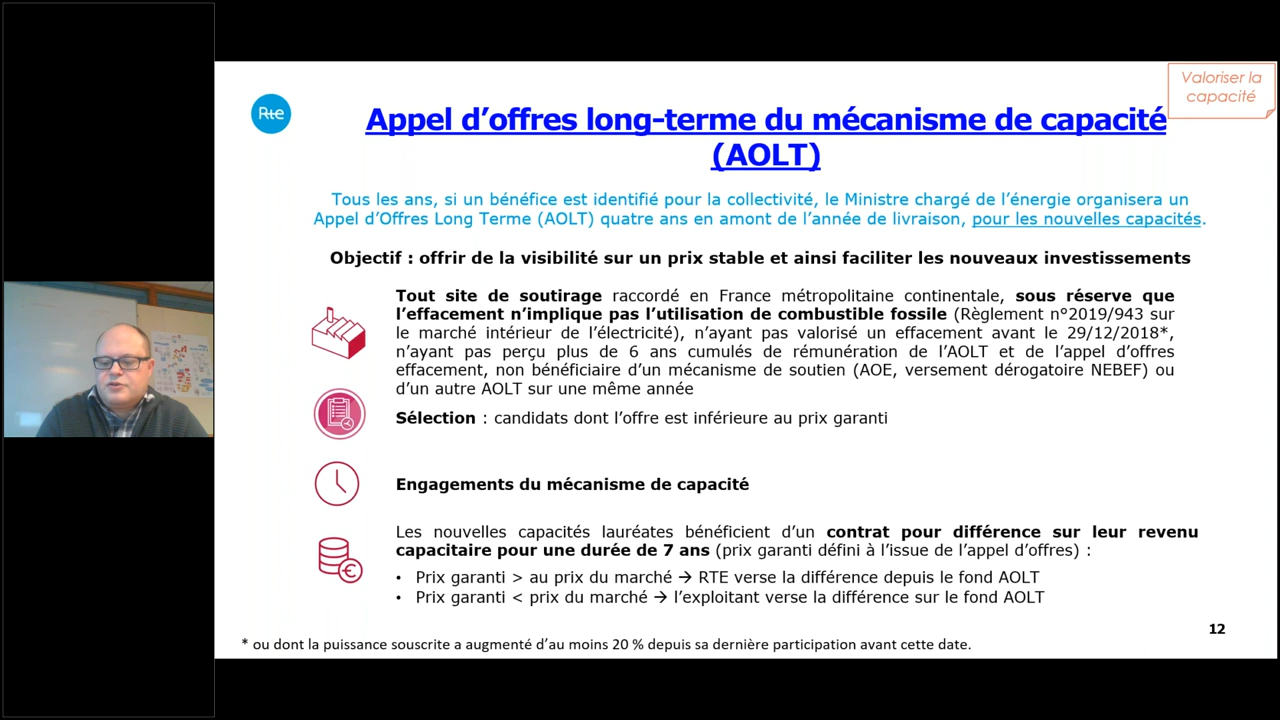 Valoriser la
capacité
Rte
Appel d’offres long-terme du mécanisme de capacité
(AOLT)
Tous les ans, si un bénéfice est identifié pour la collectivité, le Ministre chargé de l’énergie organisera un
Appel d’Offres Long Terme (AOLT) quatre ans en amont de l’année de livraison, pour les nouvelles capacités.
Objectif : offrir de la visibilité sur un prix stable et ainsi faciliter les nouveaux investissements
Tout site de soutirage raccordé en France métropolitaine continentale, sous réserve que
l’effacement n’implique pas l’utilisation de combustible fossile (Règlement n°2019/943 sur
le marché intérieur de l’électricité), n’ayant pas valorisé un effacement avant le 29/12/2018*,
n’ayant pas perçu plus de 6 ans cumulés de rémunération de l’AOLT et de l’appel d’offres
effacement, non bénéficiaire d’un mécanisme de soutien (AOE, versement dérogatoire NEBEF) ou
d’un autre AOLT sur une même année
Sélection : candidats dont l’offre est inférieure au prix garanti
Engagements du mécanisme de capacité
Les nouvelles capacités lauréates bénéficient d’un contrat pour différence sur leur revenu
capacitaire pour une durée de 7 ans (prix garanti défini à l’issue de l’appel d’offres) :
• Prix garanti > au prix du marché → RTE verse la différence depuis le fond AOLT
• Prix garanti < prix du marché → l’exploitant verse la différence sur le fond AOLT
12
* ou dont la puissance souscrite a augmenté d’au moins 20 % depuis sa dernière participation avant cette date.